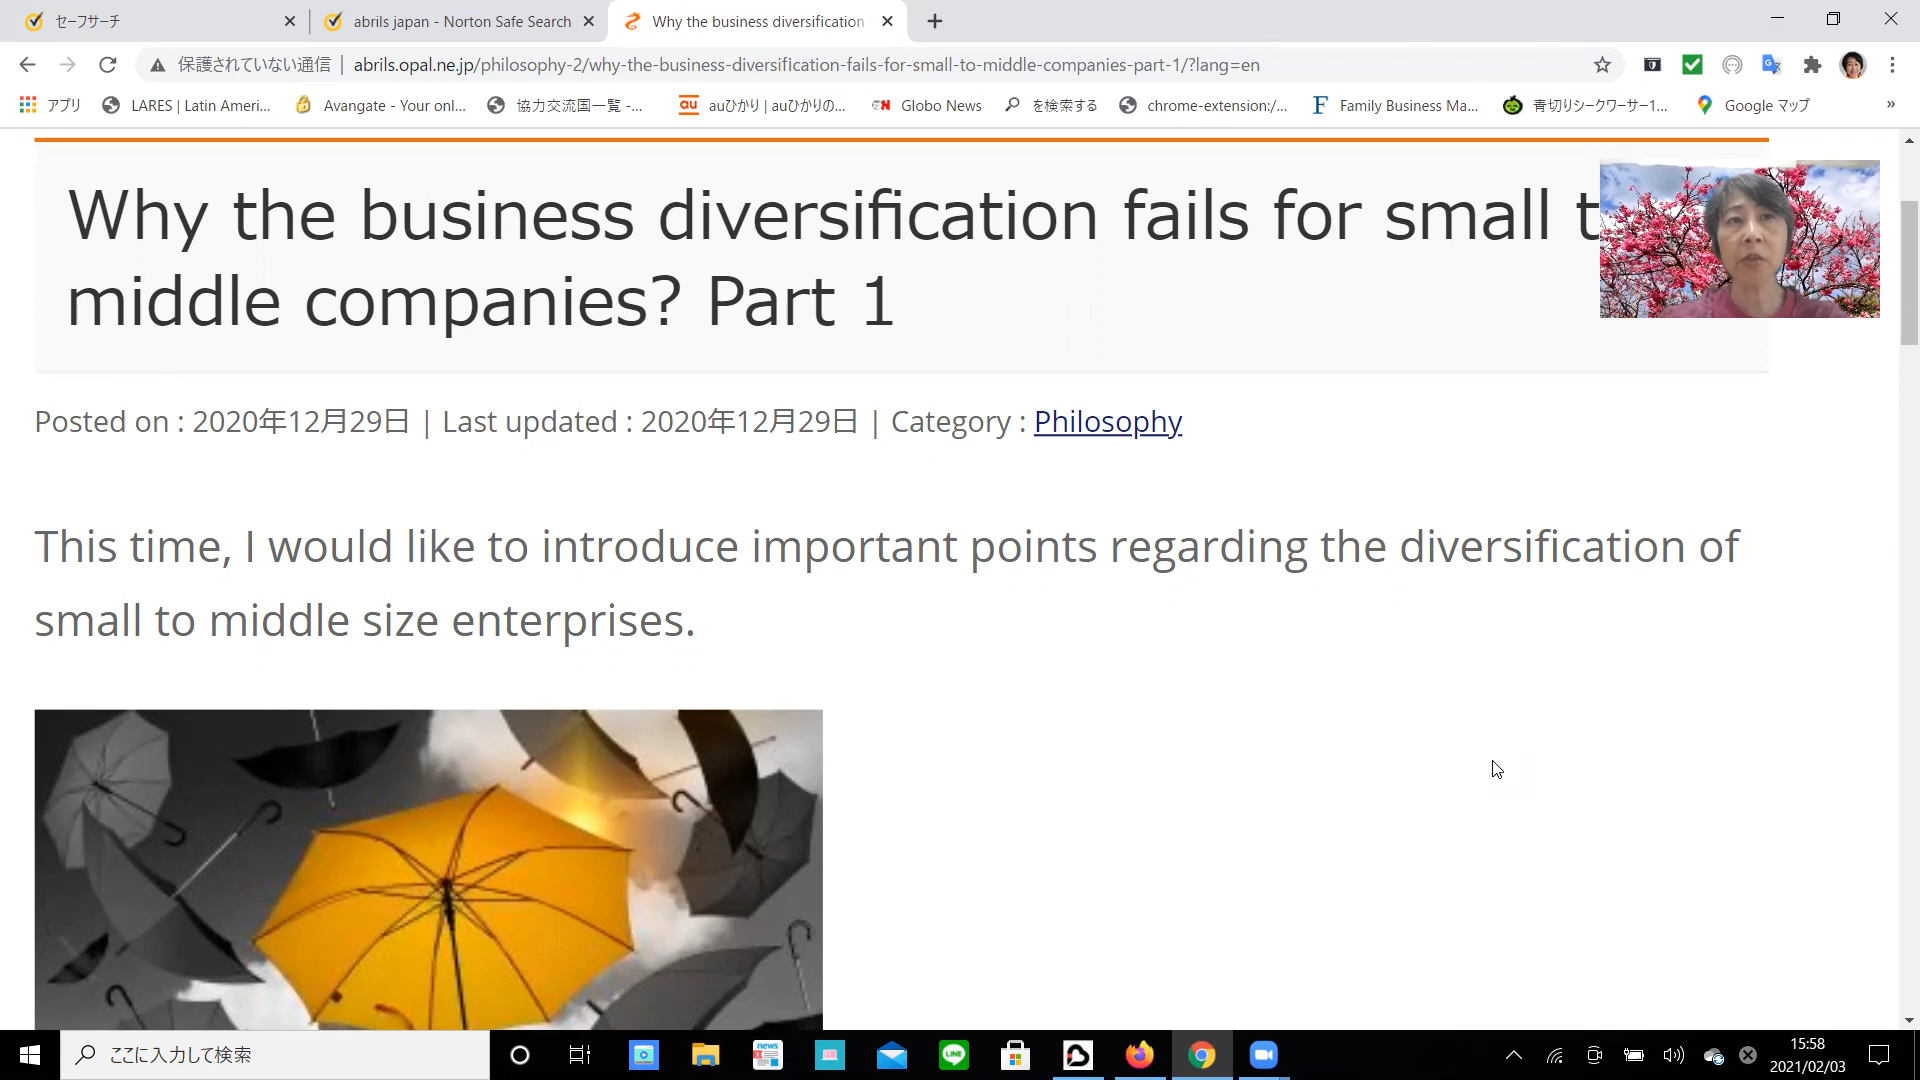 セーフサーチ
abrils japan - Norton Safe Search
Why the business diversification
保護されていない通信 | abrils.opal.ne.jp/philosophy-2/why-the-business-diversification-fails-for-small-to-middle-companies-part-1/?lang=en
アプリ
LARES | Latin Ameri...
Avangate - Your onl...
協力交流国一覧 -...
au
auひかり | auひかりの...
Globo News
を検索する
chrome-extension:/...
Family Business Ma...
青切りシークワーサー1...
Google マップ
»
Why the business diversification fails for small t
middle companies? Part 1
Posted on : 2020年12月29日 | Last updated : 2020年12月29日 | Category : Philosophy
This time, I would like to introduce important points regarding the diversification of
small to middle size enterprises.
ここに入力して検索
news
LINE
15:58
2021/02/03